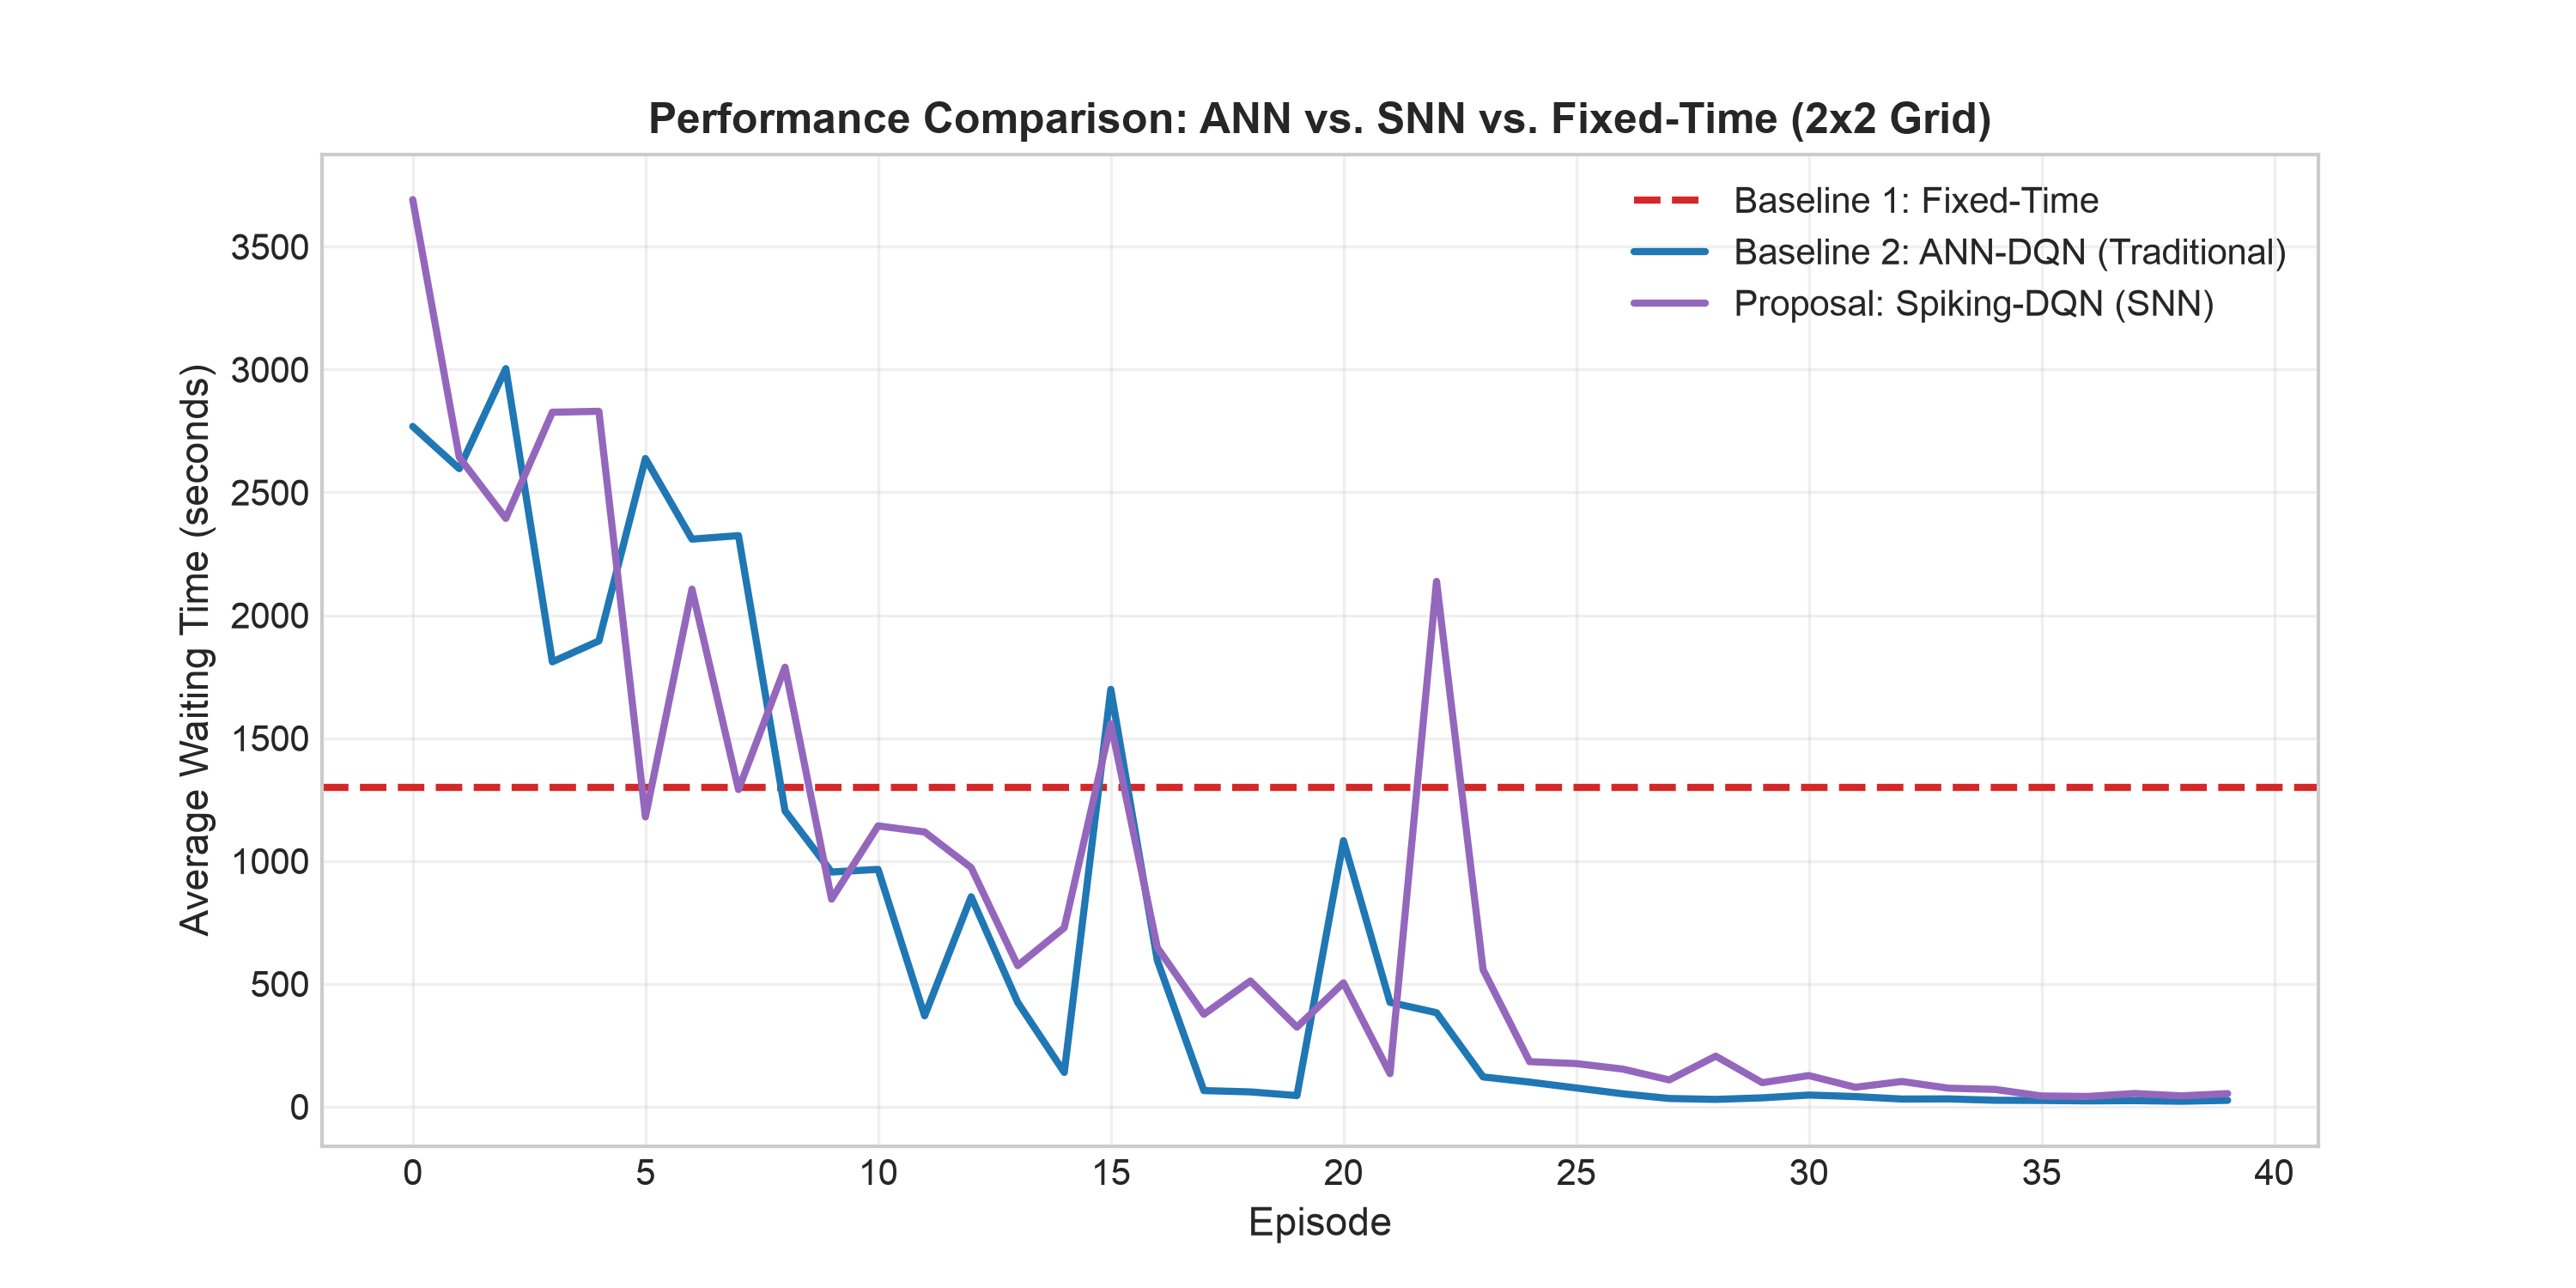 Performance Comparison: ANN vs. SNN vs. Fixed-Time (2x2 Grid)
Baseline 1: Fixed-Time
Baseline 2: ANN-DQN (Traditional)
Proposal: Spiking-DQN (SNN)
Average Waiting Time (seconds)
3500
3000
2500
2000
1500
1000
500
0
0 5 10 15 20 25 30 35 40
Episode